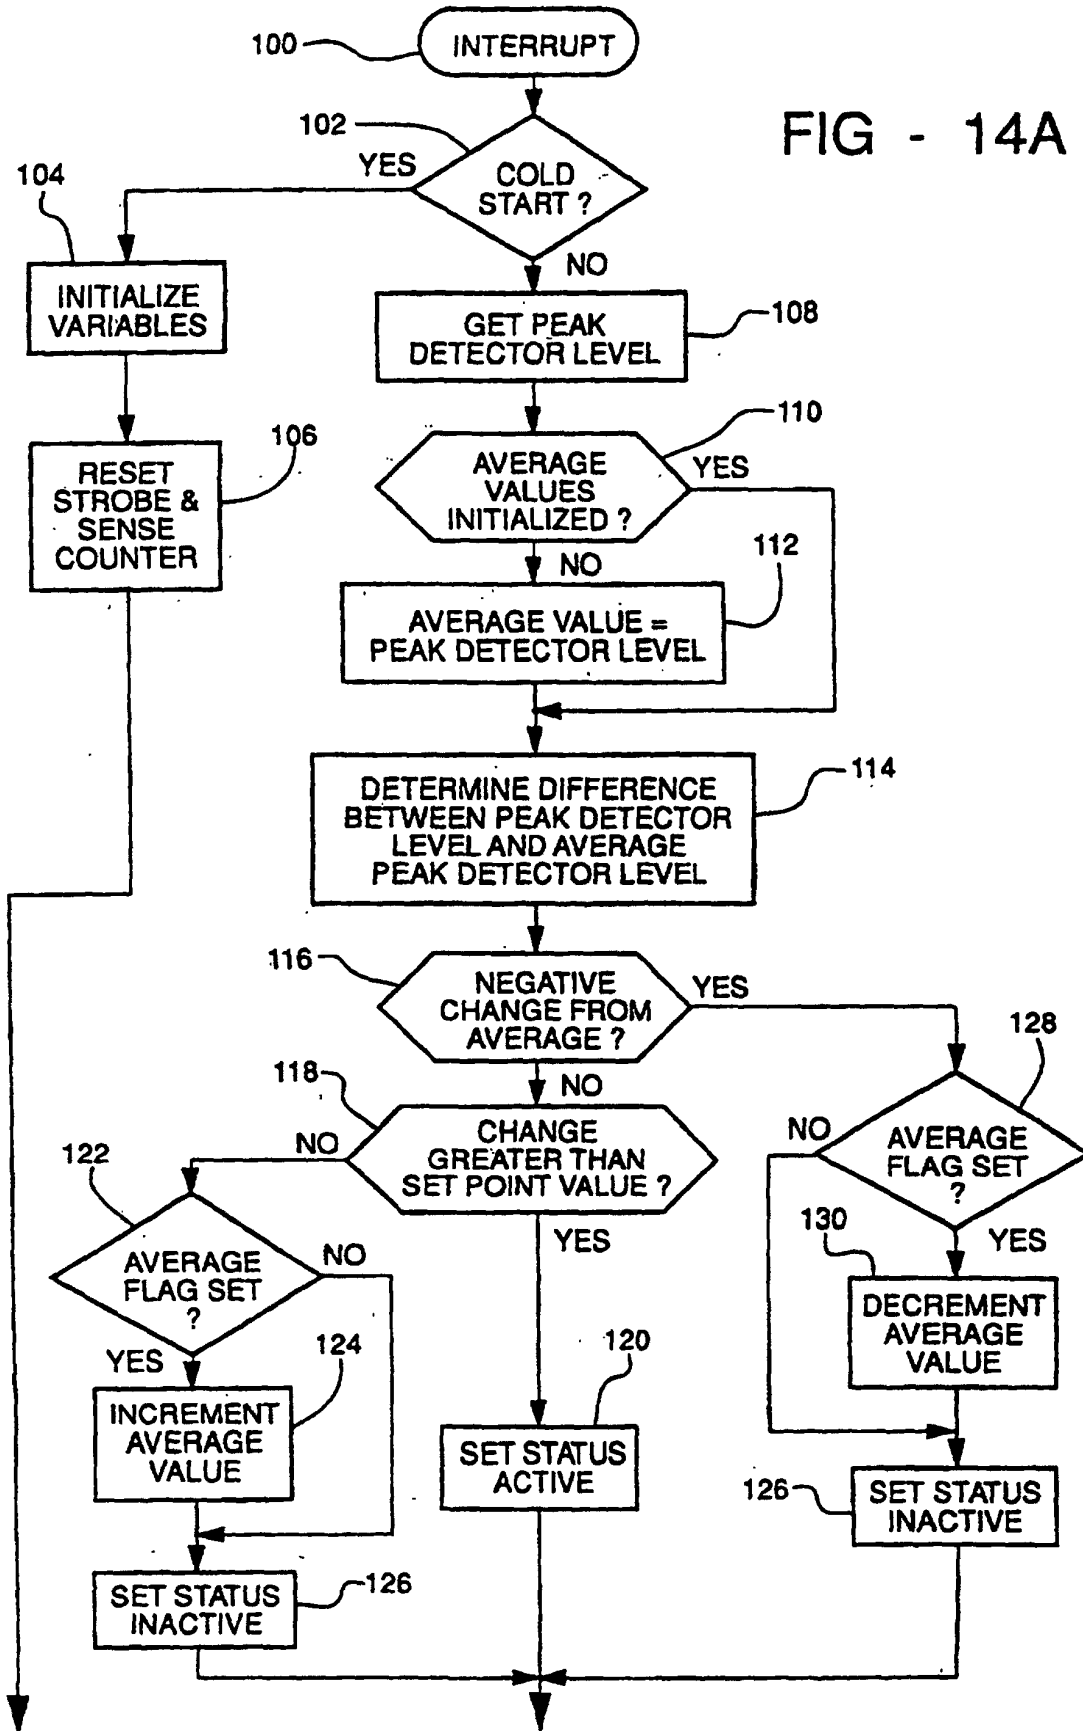 100
INTERRUPT
FIG - 14A
102
YES
COLD
START ?
104
NO
INITIALIZE
VARIABLES
GET PEAK
DETECTOR LEVEL
108
106
RESET
STROBE &
SENSE
COUNTER
110
AVERAGE
VALUES
INITIALIZED ?
YES
NO
112
AVERAGE VALUE =
PEAK DETECTOR LEVEL
114
DETERMINE DIFFERENCE
BETWEEN PEAK DETECTOR
LEVEL AND AVERAGE
PEAK DETECTOR LEVEL
116
NEGATIVE
CHANGE FROM
AVERAGE ?
YES
128
118
NO
NO
CHANGE
GREATER THAN
SET POINT VALUE ?
NO
AVERAGE
FLAG SET
?
122
YES
130
YES
AVERAGE
FLAG SET
?
NO
DECREMENT
AVERAGE
VALUE
YES
124
120
INCREMENT
AVERAGE
VALUE
SET STATUS
ACTIVE
126
SET STATUS
INACTIVE
SET STATUS
INACTIVE
126